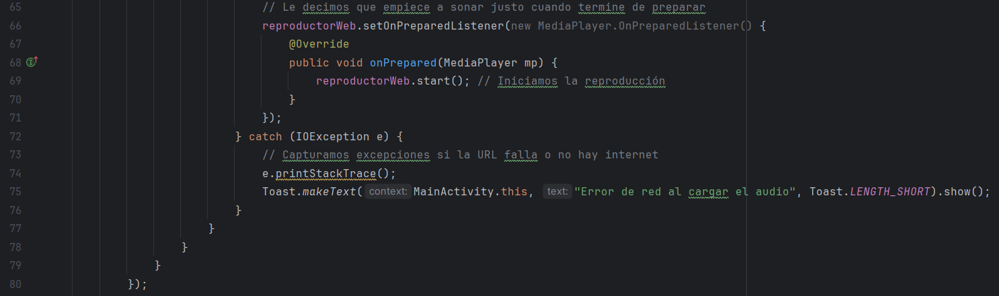 65 // Le decimos que empiece a sonar justo cuando termine de preparar
66 reproductorWeb.setOnPreparedListener(new MediaPlayer.OnPreparedListener() {
67 @Override
68 public void onPrepared(MediaPlayer mp) {
69 reproductorWeb.start(); // Iniciamos la reproducción
70 }
71 });
72 } catch (IOException e) {
73 // Capturamos excepciones si la URL falla o no hay internet
74 e.printStackTrace();
75 Toast.makeText( context: MainActivity.this, text: "Error de red al cargar el audio", Toast.LENGTH_SHORT).show();
76 }
77 }
78 }
79 }
80 });